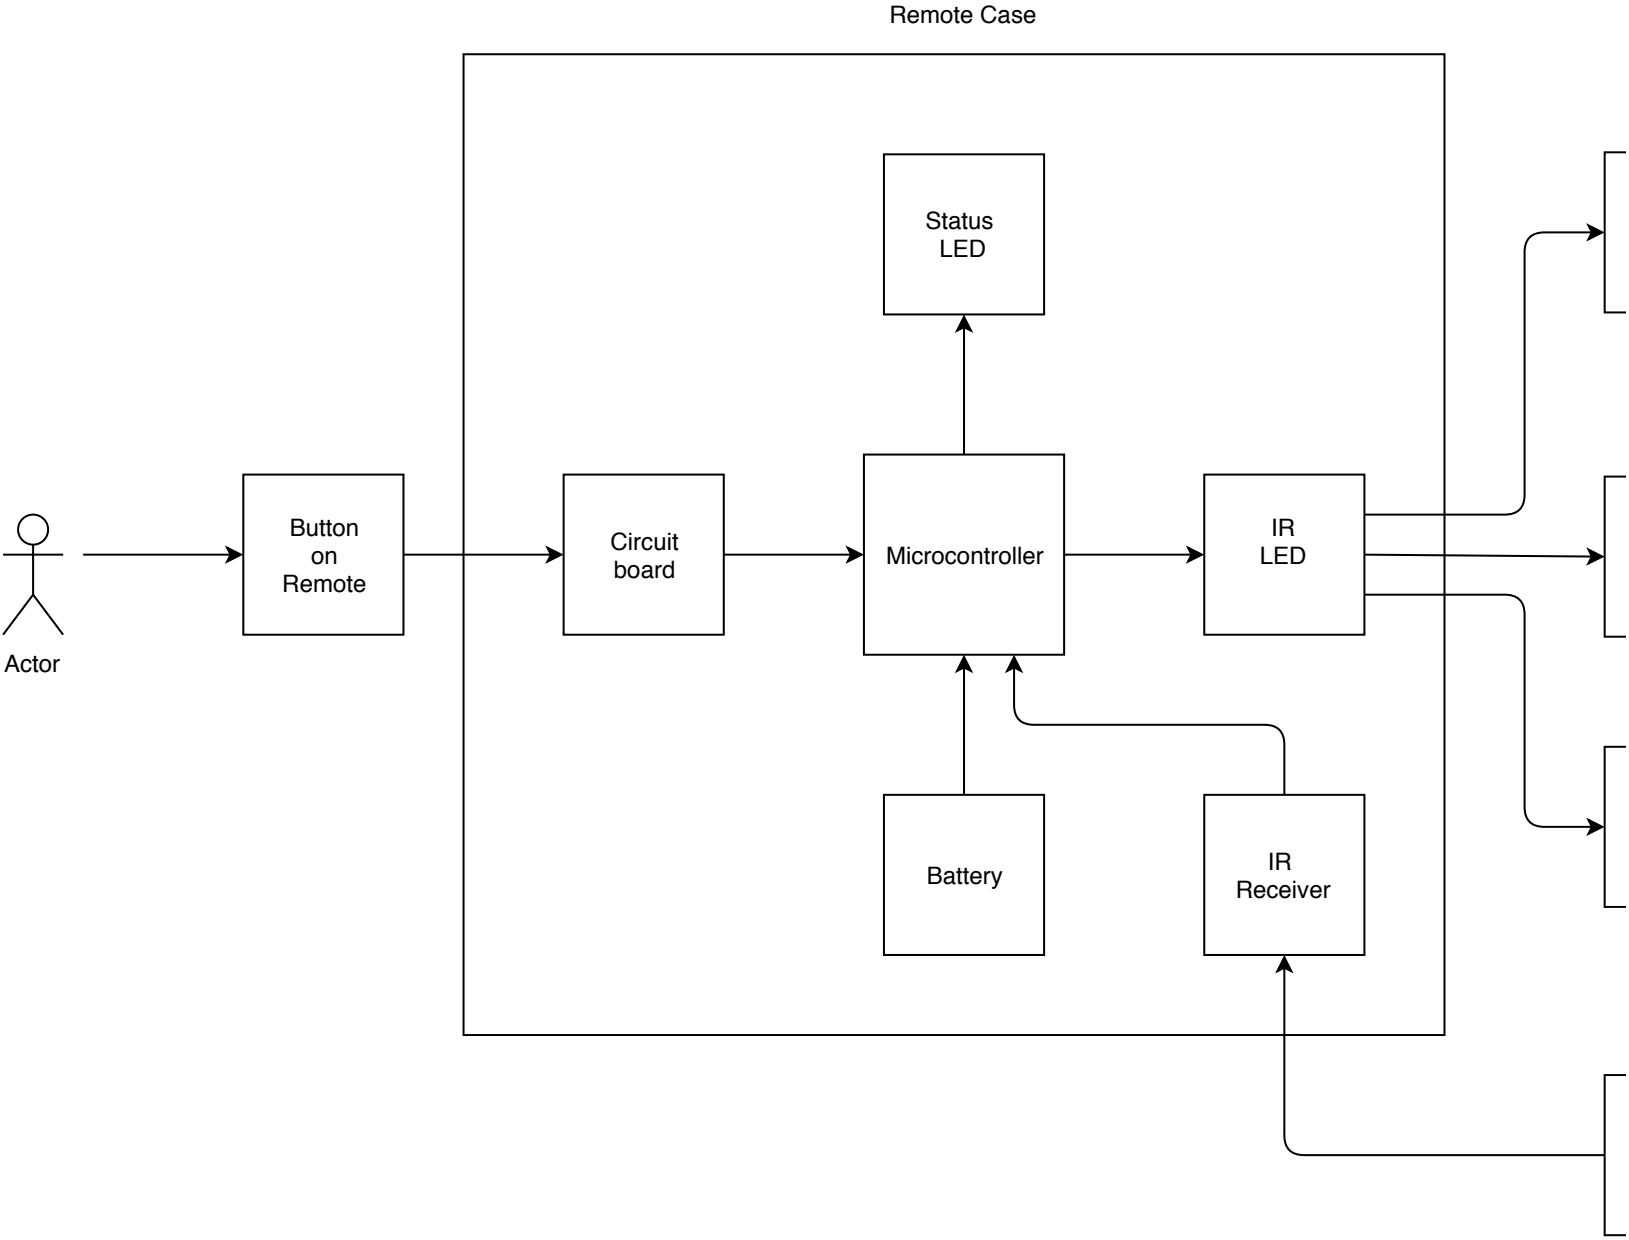 Remote Case
Status
LED
Button
on
Remote
Circuit
board
Microcontroller
IR
LED
Actor
Battery
IR
Receiver